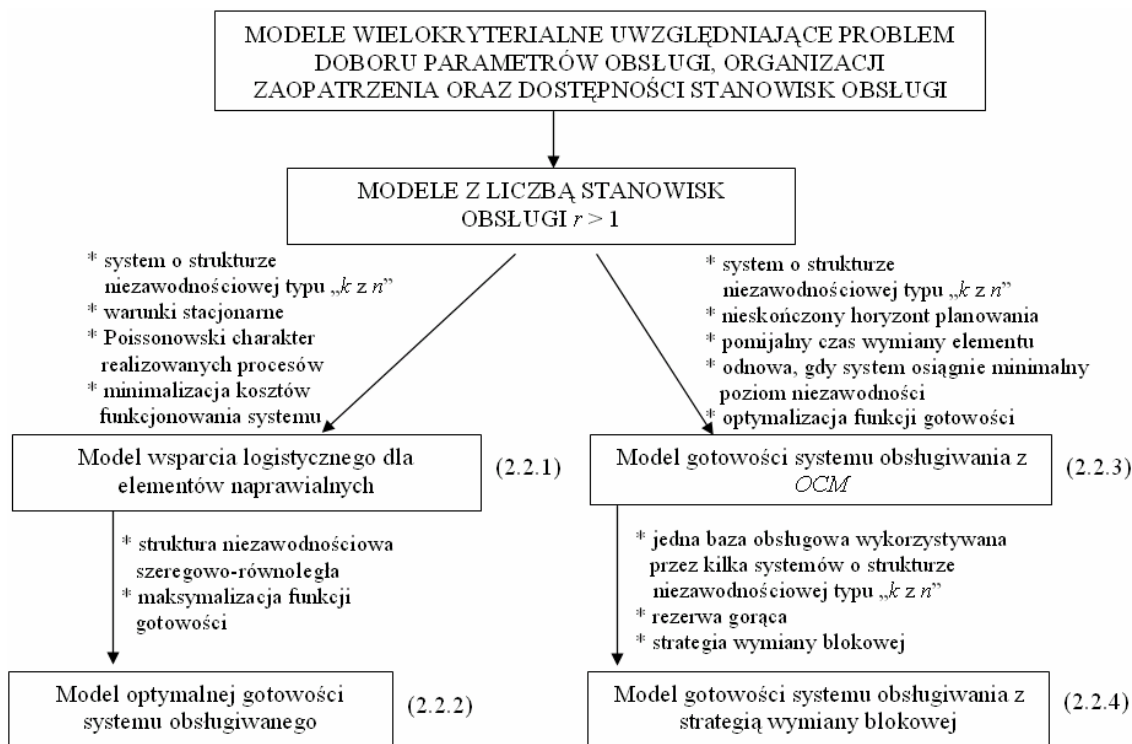 MODELE WIELOKRYTERIALNE UWZGLĘDNIAJĄCE PROBLEM
DOBORU PARAMETRÓW OBSŁUGI, ORGANIZACJI
ZAOPATRZENIA ORAZ DOSTĘPNOŚCI STANOWISK OBSŁUGI
MODELE Z LICZBĄ STANOWISK
OBSŁUGI r > 1
* system o strukturze
niezawodnościowej typu „k z n”
* warunki stacjonarne
* Poissonowski charakter
realizowanych procesów
* minimalizacja kosztów
funkcjonowania systemu
* system o strukturze
niezawodnościowej typu „k z n”
* nieskończony horyzont planowania
* pomijalny czas wymiany elementu
* odnowa, gdy system osiągnie minimalny
poziom niezawodności
* optymalizacja funkcji gotowości
Model wsparcia logistycznego dla
elementów naprawialnych
(2.2.1)
Model gotowości systemu obsługiwania z
OCM
(2.2.3)
* struktura niezawodnościowa
szeregowo-równoległa
* maksymalizacja funkcji
gotowości
* jedna baza obsługowa wykorzystywana
przez kilka systemów o strukturze
niezawodnościowej typu „k z n”
* rezerwa gorąca
* strategia wymiany blokowej
Model optymalnej gotowości
systemu obsługiwanego
(2.2.2)
Model gotowości systemu obsługiwania z
strategią wymiany blokowej
(2.2.4)